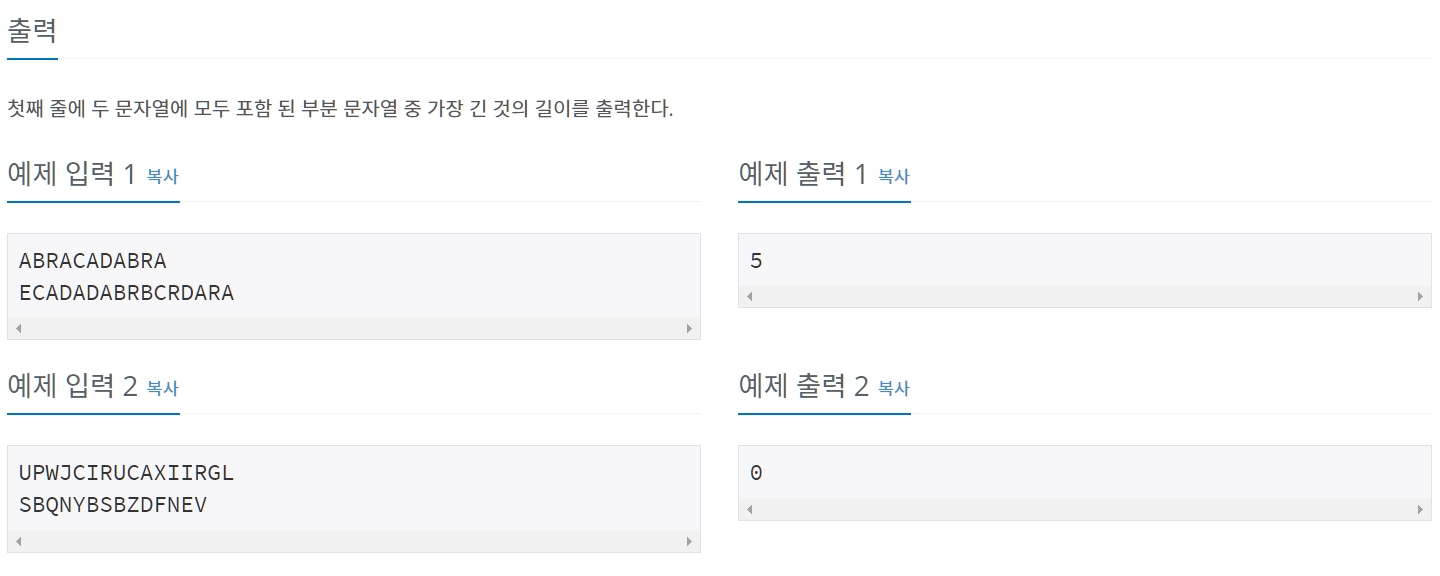 출력
첫째 줄에 두 문자열에 모두 포함 된 부분 문자열 중 가장 긴 것의 길이를 출력한다.
예제 입력 1 복사
ABRACADABRA
ECADADABRBCRDARA
예제 출력 1 복사
5
예제 입력 2 복사
UPWJCIRUCAXIIRGL
SBQNYBSBZDFNEV
예제 출력 2 복사
0